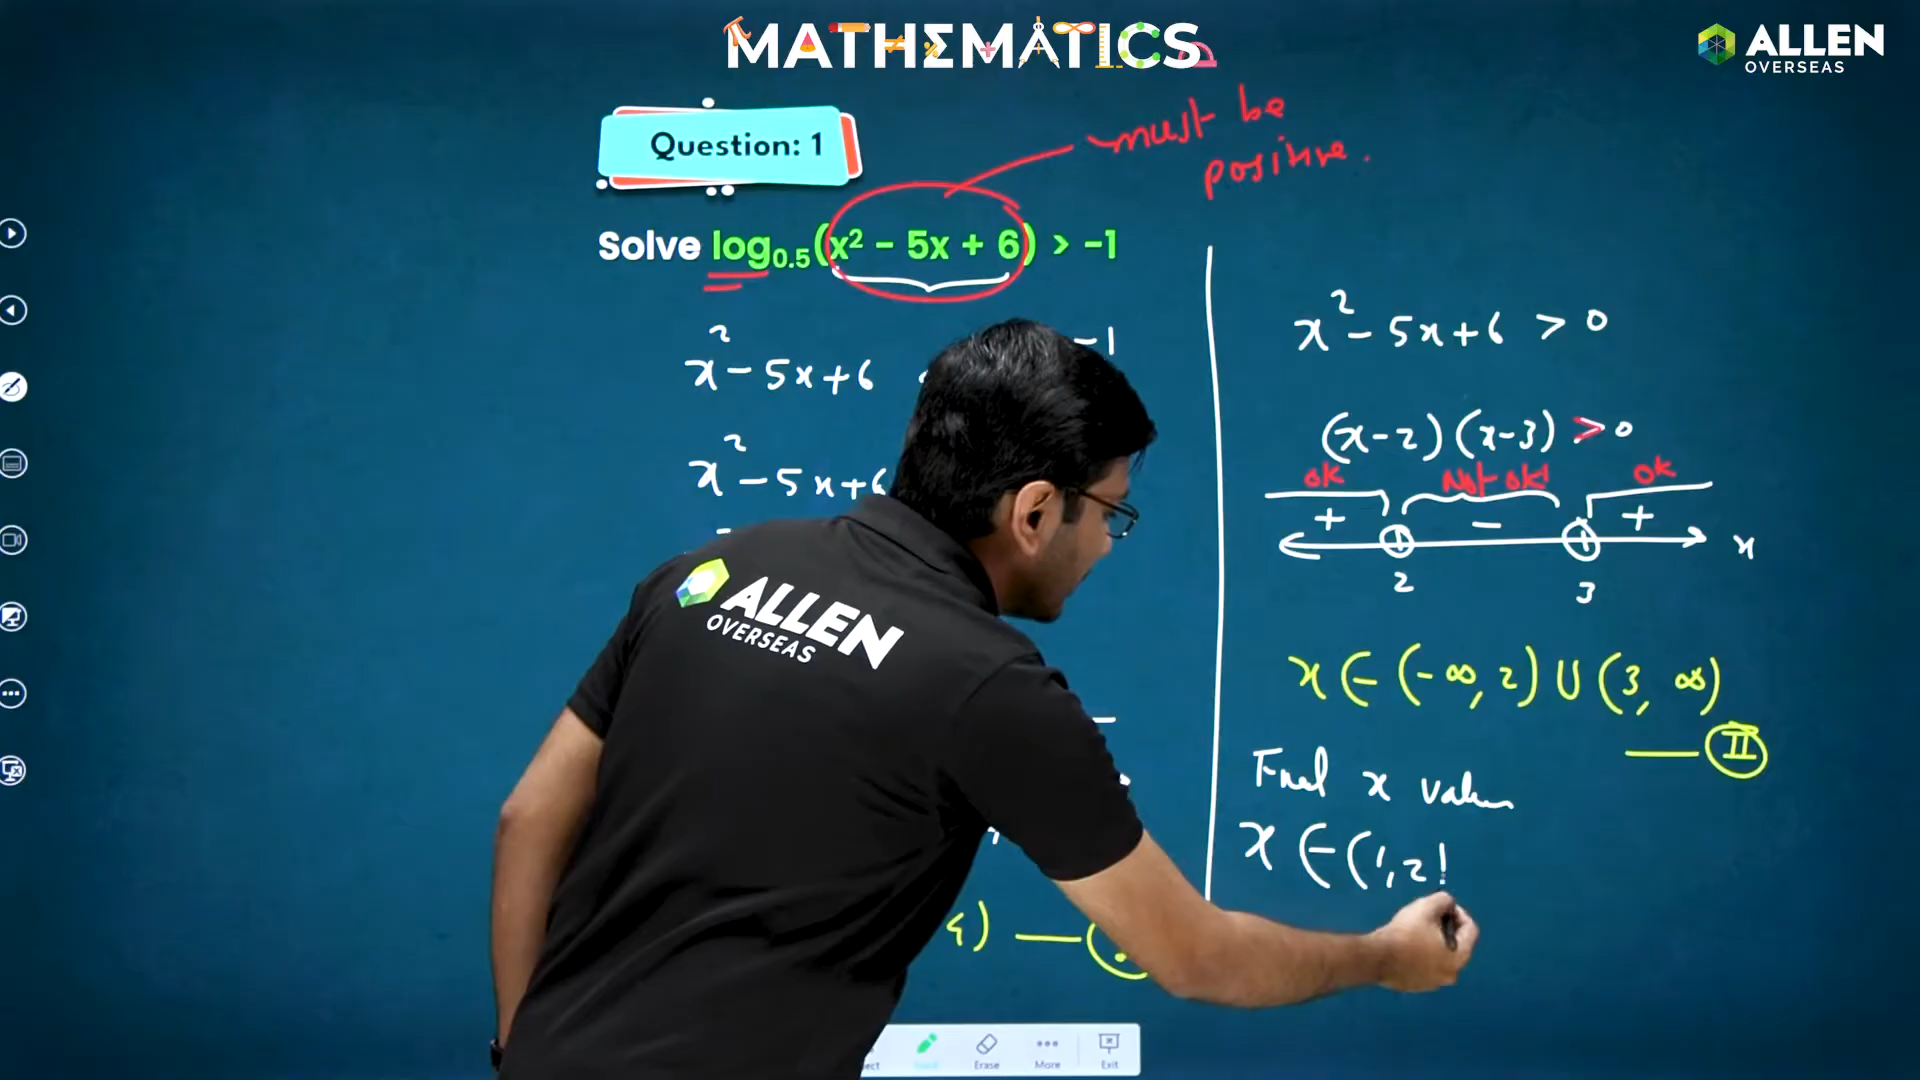 MATHEMATICS
ALLEN
OVERSEAS
Question: 1
must be
positive.
Solve log0.5(x² - 5x + 6) > -1
x² - 5x + 6
-1
x² - 5x + 6
4) —
x² - 5x + 6 > 0
(x-2) (x-3) > 0
ok Not ok ok
+ - +
2 3 x
x ∈ (-∞, 2) U (3, ∞)
— II
x
x ∈ (1, 2
ALLEN
OVERSEAS
Erase More Exit